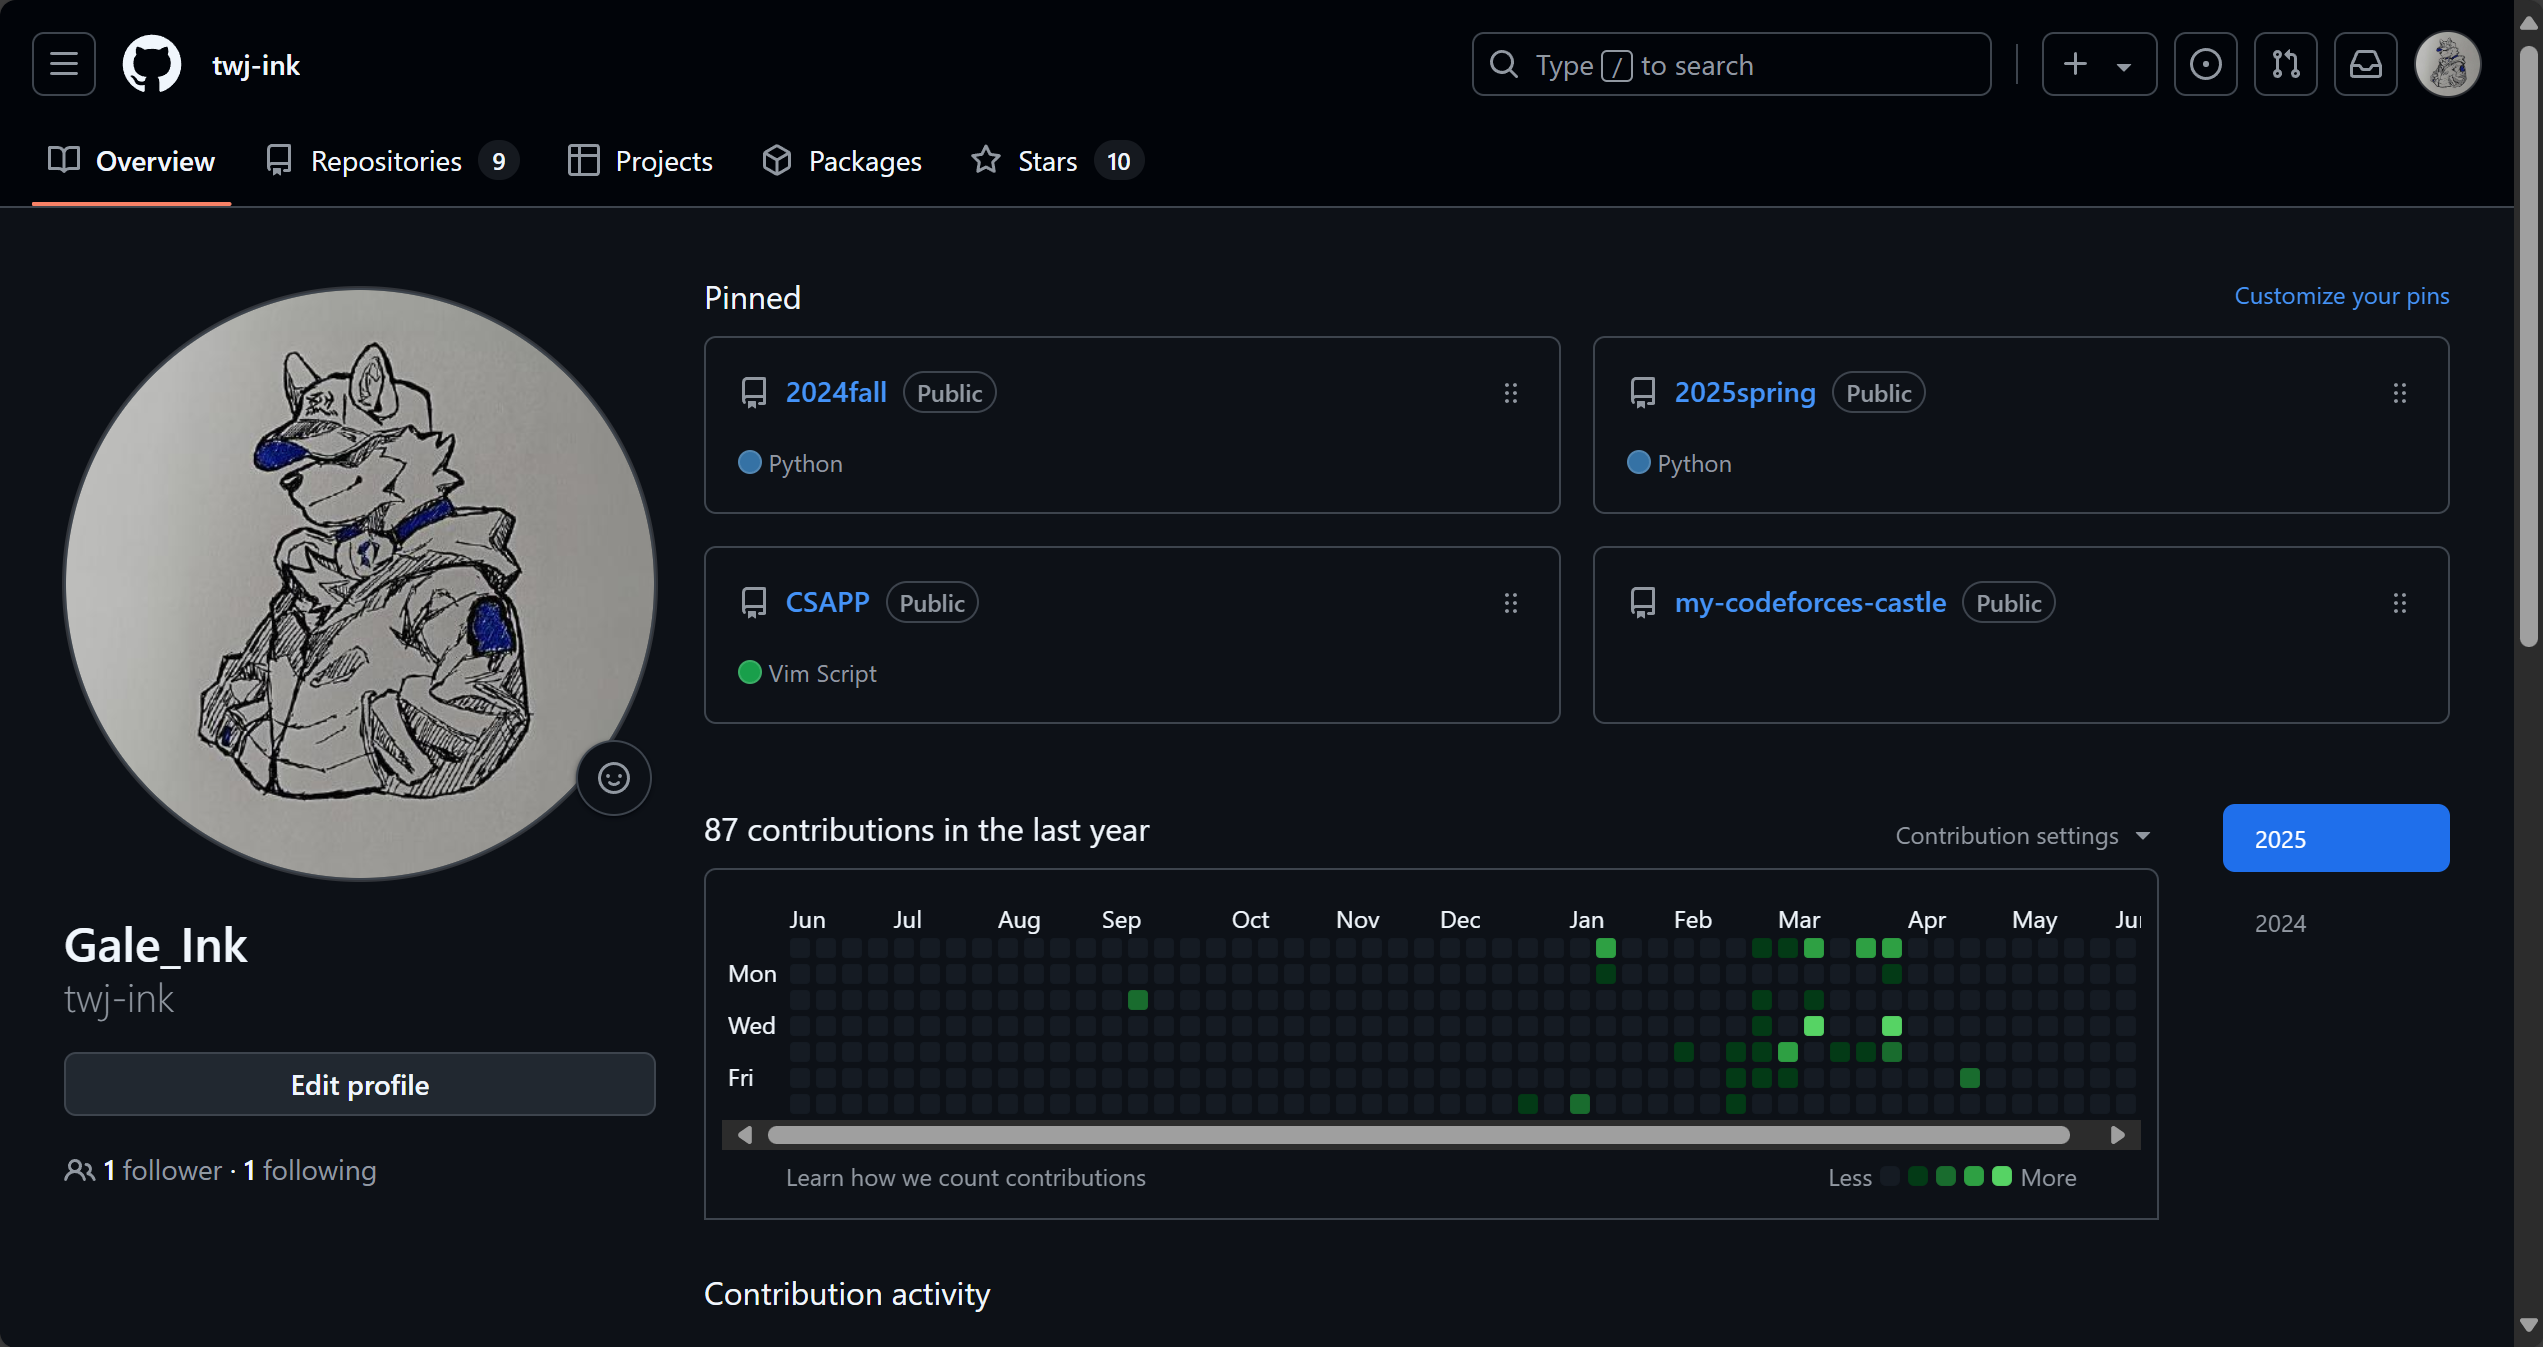 twj-ink
Type / to search
Overview
Repositories 9
Projects
Packages
Stars 10
Gale_Ink
twj-ink
Edit profile
1 follower · 1 following
Pinned
Customize your pins
2024fall Public
Python
2025spring Public
Python
CSAPP Public
Vim Script
my-codeforces-castle Public
87 contributions in the last year
Contribution settings
2025
2024
Jun Jul Aug Sep Oct Nov Dec Jan Feb Mar Apr May Jun
Mon
Wed
Fri
Learn how we count contributions
Less More
Contribution activity